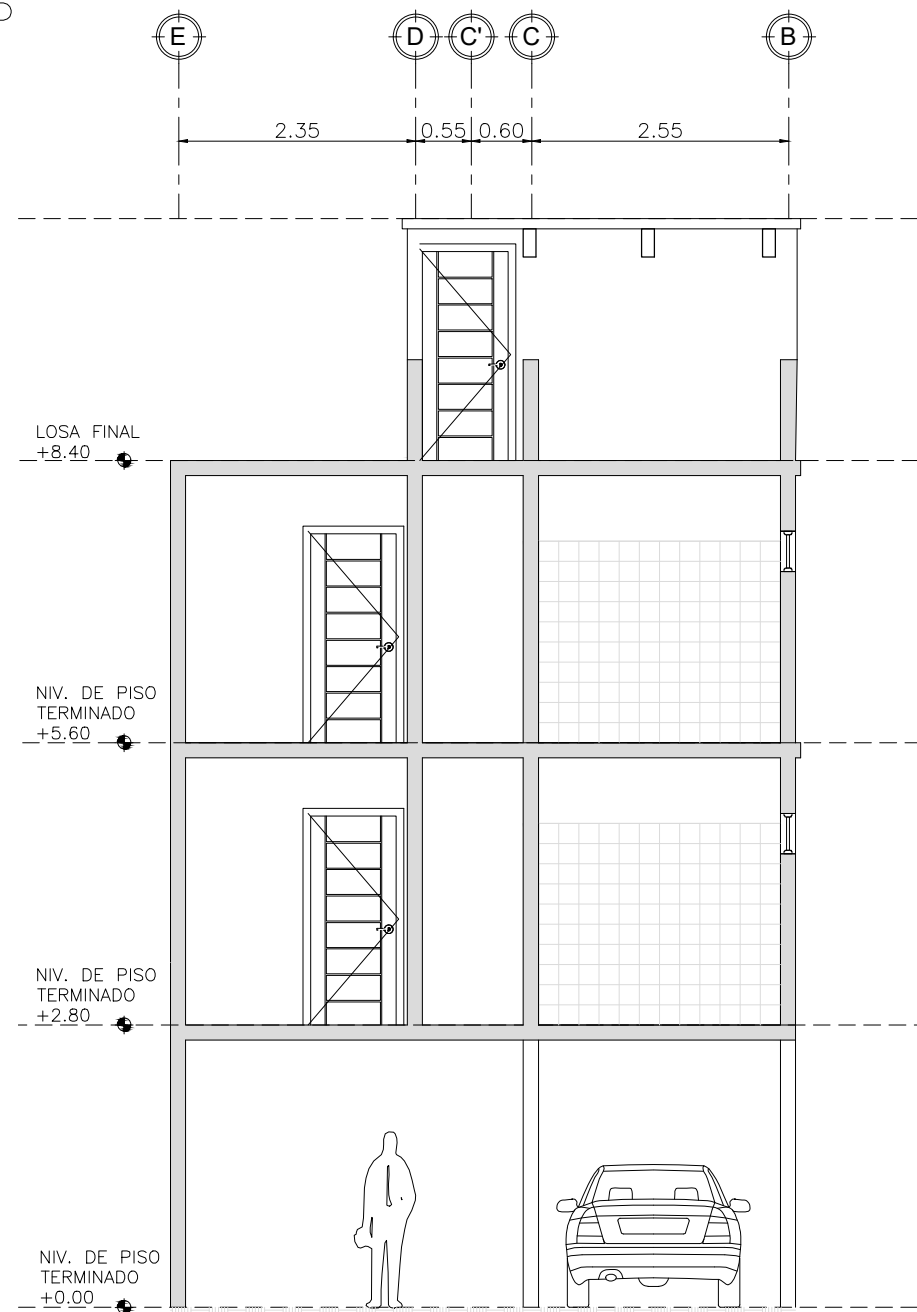 E D C' C B
2.35 0.55 0.60 2.55
LOSA FINAL
+8.40
NIV. DE PISO
TERMINADO
+5.60
NIV. DE PISO
TERMINADO
+2.80
NIV. DE PISO
TERMINADO
+0.00